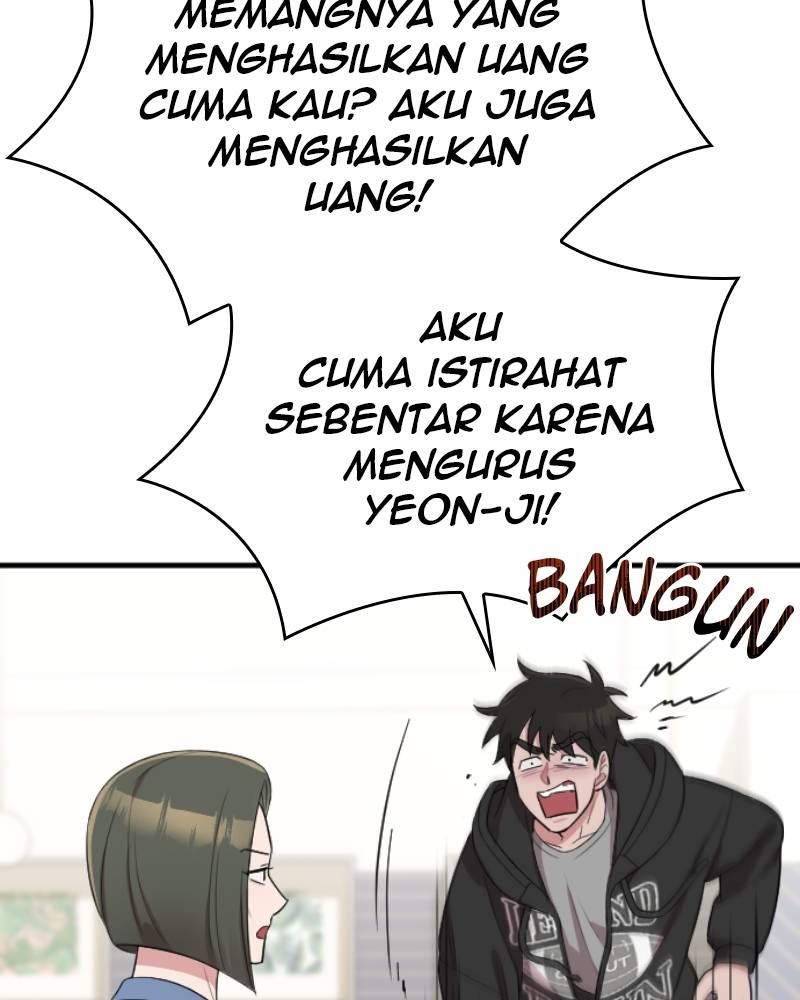 MEMANGNYA YANG
MENGHASILKAN UANG
CUMA KAU? AKU JUGA
MENGHASILKAN
UANG!
AKU
CUMA ISTIRAHAT
SEBENTAR KARENA
MENGURUS
YEON-JI!
BANGUN